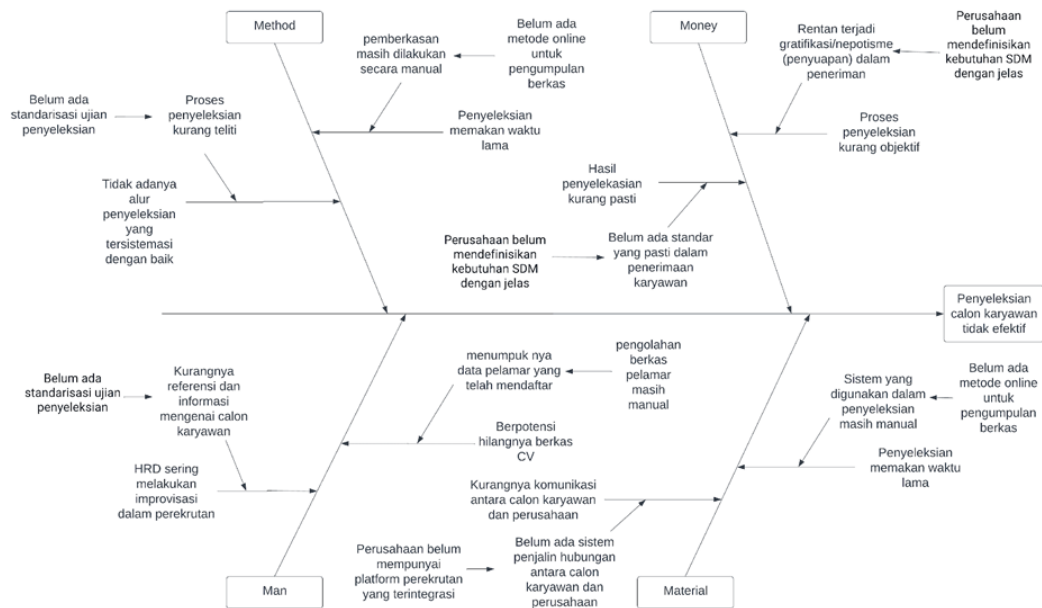 Method
pemberkasan
masih dilakukan
secara manual
Belum ada
metode online
untuk
pengumpulan
berkas
Belum ada
standarisasi ujian
penyeleksian
Proses
penyeleksian
kurang teliti
Penyeleksian
memakan waktu
lama
Tidak adanya
alur
penyeleksian
yang
tersistemasi
dengan baik
Money
Rentan terjadi
gratifikasi/nepotisme
(penyuapan) dalam
peneriman
Perusahaan
belum
mendefinisikan
kebutuhan SDM
dengan jelas
Proses
penyeleksian
kurang objektif
Hasil
penyelekasian
kurang pasti
Perusahaan belum
mendefinisikan
kebutuhan SDM
dengan jelas
Belum ada standar
yang pasti dalam
penerimaan
karyawan
Penyeleksian
calon karyawan
tidak efektif
Belum ada
standarisasi ujian
penyeleksian
Kurangnya
referensi dan
informasi
mengenai calon
karyawan
menumpuk nya
data pelamar yang
telah mendaftar
pengolahan
berkas
pelamar
masih
manual
Berpotensi
hilangnya berkas
CV
HRD sering
melakukan
improvisasi
dalam perekrutan
Man
Sistem yang
digunakan dalam
penyeleksian
masih manual
Belum ada
metode online
untuk
pengumpulan
berkas
Penyeleksian
memakan waktu
lama
Kurangnya komunikasi
antara calon karyawan
dan perusahaan
Perusahaan belum
mempunyai
platform perekrutan
yang terintegrasi
Belum ada sistem
penjalin hubungan
antara calon
karyawan dan
perusahaan
Material